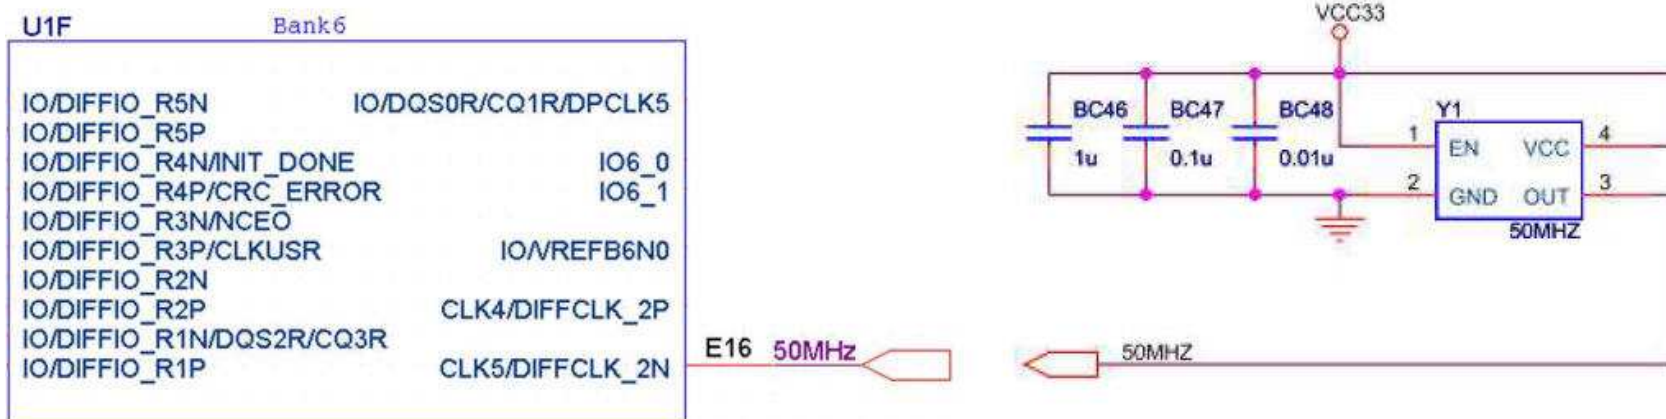 U1F Bank6
IO/DIFFIO_R5N IO/DQS0R/CQ1R/DPCLK5
IO/DIFFIO_R5P
IO/DIFFIO_R4N/INIT_DONE IO6_0
IO/DIFFIO_R4P/CRC_ERROR IO6_1
IO/DIFFIO_R3N/NCEO
IO/DIFFIO_R3P/CLKUSR IO/VREFB6N0
IO/DIFFIO_R2N
IO/DIFFIO_R2P CLK4/DIFFCLK_2P
IO/DIFFIO_R1N/DQS2R/CQ3R
IO/DIFFIO_R1P CLK5/DIFFCLK_2N
E16 50MHz
VCC33
BC46 BC47 BC48 Y1
1u 0.1u 0.01u
1 EN VCC 4
2 GND OUT 3
50MHZ
50MHZ